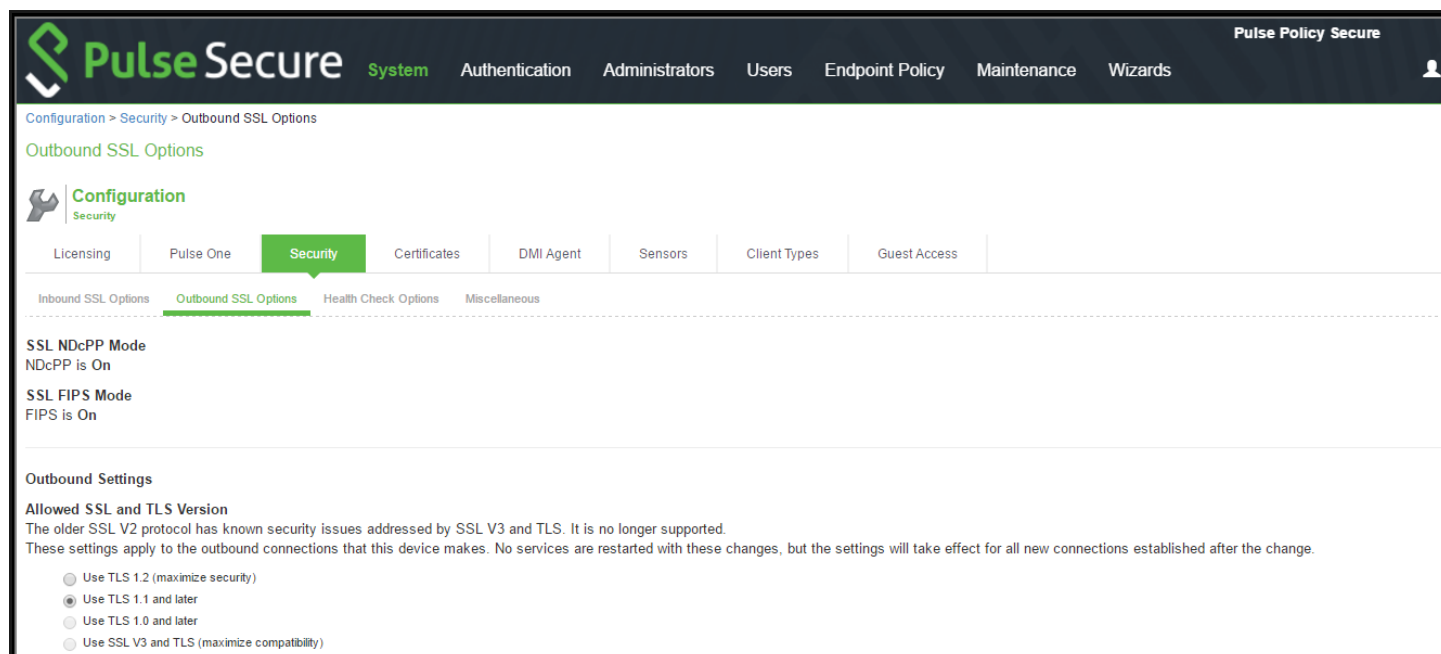 Pulse Policy Secure
Pulse Secure System Authentication Administrators Users Endpoint Policy Maintenance Wizards
Configuration > Security > Outbound SSL Options
Outbound SSL Options
Configuration
Security
Licensing Pulse One Security Certificates DMI Agent Sensors Client Types Guest Access
Inbound SSL Options Outbound SSL Options Health Check Options Miscellaneous
SSL NDcPP Mode
NDcPP is On
SSL FIPS Mode
FIPS is On
Outbound Settings
Allowed SSL and TLS Version
The older SSL V2 protocol has known security issues addressed by SSL V3 and TLS. It is no longer supported.
These settings apply to the outbound connections that this device makes. No services are restarted with these changes, but the settings will take effect for all new connections established after the change.
Use TLS 1.2 (maximize security)
Use TLS 1.1 and later
Use TLS 1.0 and later
Use SSL V3 and TLS (maximize compatibility)